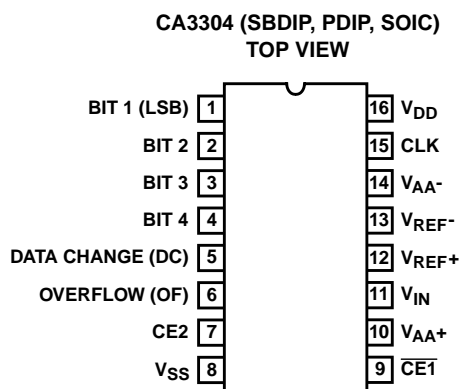 CA3304 (SBDIP, PDIP, SOIC)
TOP VIEW
BIT 1 (LSB) 1 16 VDD
BIT 2 2 15 CLK
BIT 3 3 14 VAA-
BIT 4 4 13 VREF-
DATA CHANGE (DC) 5 12 VREF+
OVERFLOW (OF) 6 11 VIN
CE2 7 10 VAA+
VSS 8 9 C̅E̅1̅